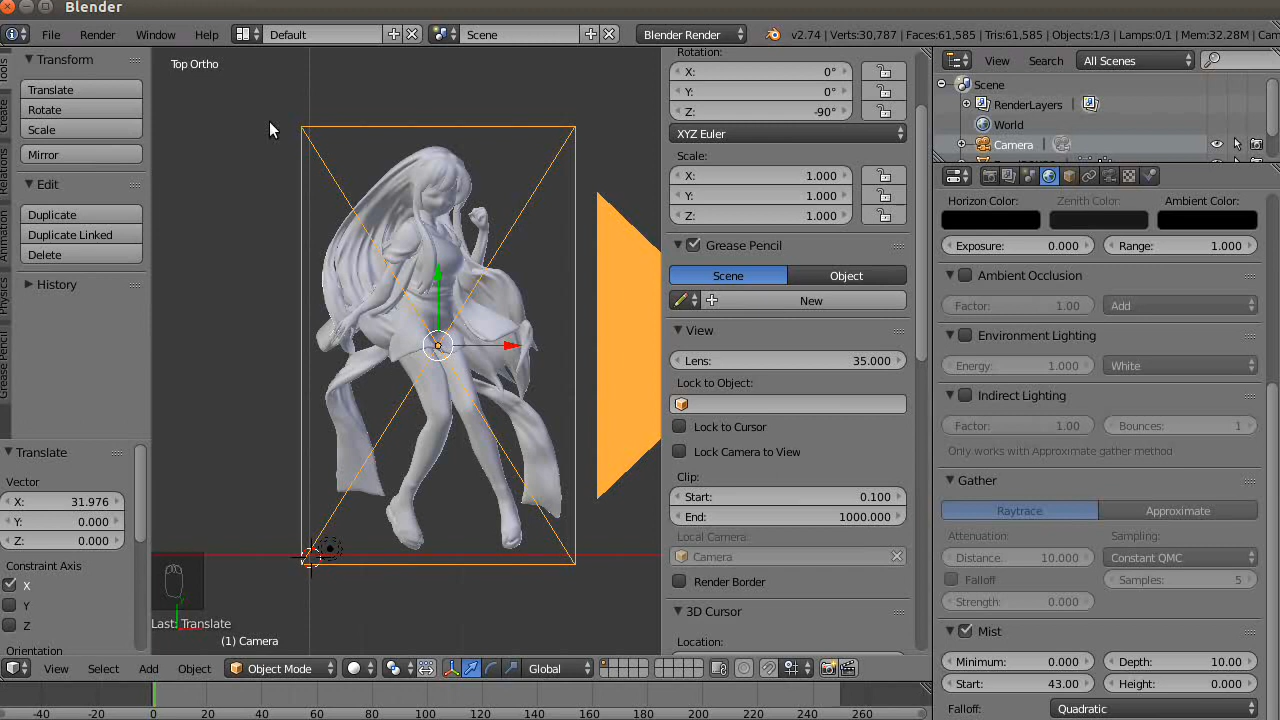 Blender
File Render Window Help Default Scene Blender Render v2.74 | Verts:30,787 | Faces:61,585 | Tris:61,585 | Objects:1/3 | Lamps:0/1 | Mem:32.28M | Cam
Tools
Create
Relations
Animation
Physics
Grease Pencil
Transform
Translate
Rotate
Scale
Mirror
Edit
Duplicate
Duplicate Linked
Delete
History
Translate
Vector
X: 31.976
Y: 0.000
Z: 0.000
Constraint Axis
X
Y
Z
Orientation
Top Ortho
Last: Translate
(1) Camera
View Select Add Object Object Mode Global
-40 -20 0 20 40 60 80 100 120 140 160 180 200 220 240 260
Rotation:
X: 0°
Y: 0°
Z: -90°
XYZ Euler
Scale:
X: 1.000
Y: 1.000
Z: 1.000
Grease Pencil
Scene Object
New
View
Lens: 35.000
Lock to Object:
Lock to Cursor
Lock Camera to View
Clip:
Start: 0.100
End: 1000.000
Local Camera:
Camera
Render Border
3D Cursor
Location:
View Search All Scenes
Scene
RenderLayers |
World
Camera |
Horizon Color: Zenith Color: Ambient Color:
Exposure: 0.000 Range: 1.000
Ambient Occlusion
Factor: 1.00 Add
Environment Lighting
Energy: 1.000 White
Indirect Lighting
Factor: 1.00 Bounces: 1
Only works with Approximate gather method
Gather
Raytrace Approximate
Attenuation: Sampling:
Distance: 10.000 Constant QMC
Falloff Samples: 5
Strength: 0.000
Mist
Minimum: 0.000 Depth: 10.00
Start: 43.00 Height: 0.000
Falloff: Quadratic